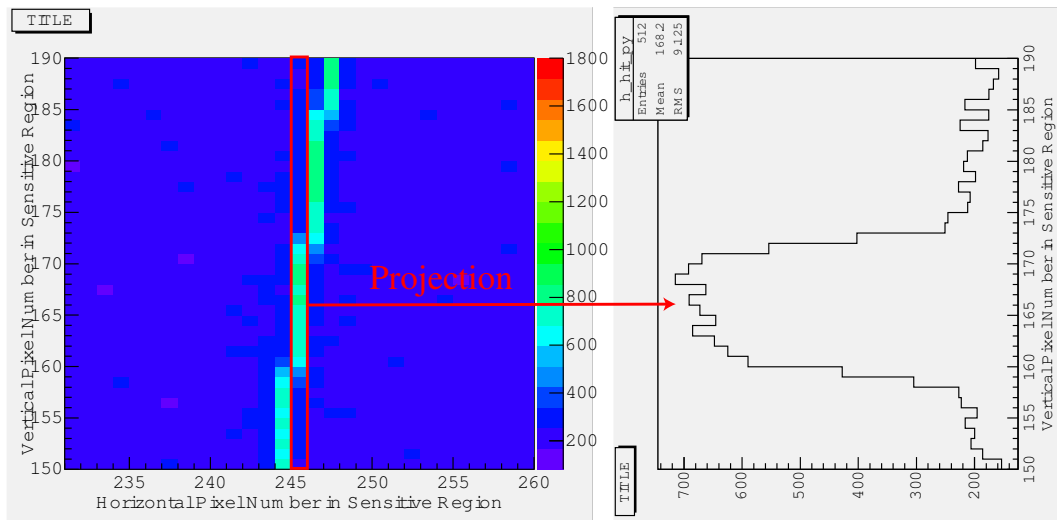 TITLE
190
185
180
175
170
165
160
155
150
Vertical Pixel Number in Sensitive Region
235 240 245 250 255 260
Horizontal Pixel Number in Sensitive Region
1800
1600
1400
1200
1000
800
600
400
200
Projection
h_hit_py
Entries 512
Mean 168.2
RMS 9.125
190
185
180
175
170
165
160
155
150
Vertical Pixel Number in Sensitive Region
700 600 500 400 300 200
TITLE